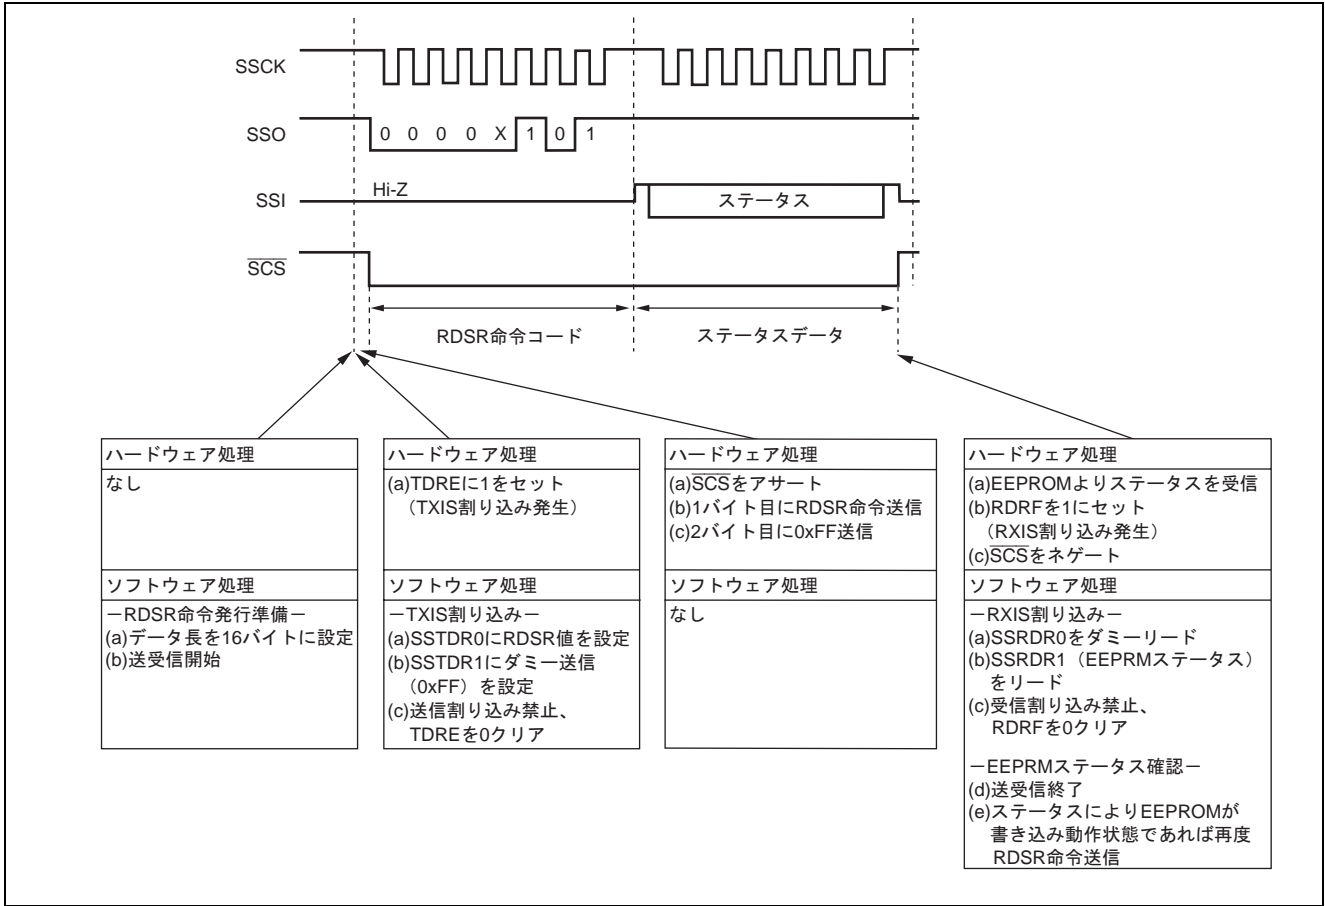 SSCK
SSO
0 0 0 0 X 1 0 1
SSI
Hi-Z
ステータス
SCS
RDSR命令コード
ステータスデータ
ハードウェア処理
なし
ソフトウェア処理
－RDSR命令発行準備－
(a)データ長を16バイトに設定
(b)送受信開始
ハードウェア処理
(a)TDREに1をセット
（TXIS割り込み発生）
ソフトウェア処理
－TXIS割り込み－
(a)SSTDR0にRDSR値を設定
(b)SSTDR1にダミー送信
（0xFF）を設定
(c)送信割り込み禁止、
TDREを0クリア
ハードウェア処理
(a)SCSをアサート
(b)1バイト目にRDSR命令送信
(c)2バイト目に0xFF送信
ソフトウェア処理
なし
ハードウェア処理
(a)EEPROMよりステータスを受信
(b)RDRFを1にセット
（RXIS割り込み発生）
(c)SCSをネゲート
ソフトウェア処理
－RXIS割り込み－
(a)SSRDR0をダミーリード
(b)SSRDR1（EEPRMステータス）
をリード
(c)受信割り込み禁止、
RDRFを0クリア
－EEPRMステータス確認－
(d)送受信終了
(e)ステータスによりEEPROMが
書き込み動作状態であれば再度
RDSR命令送信